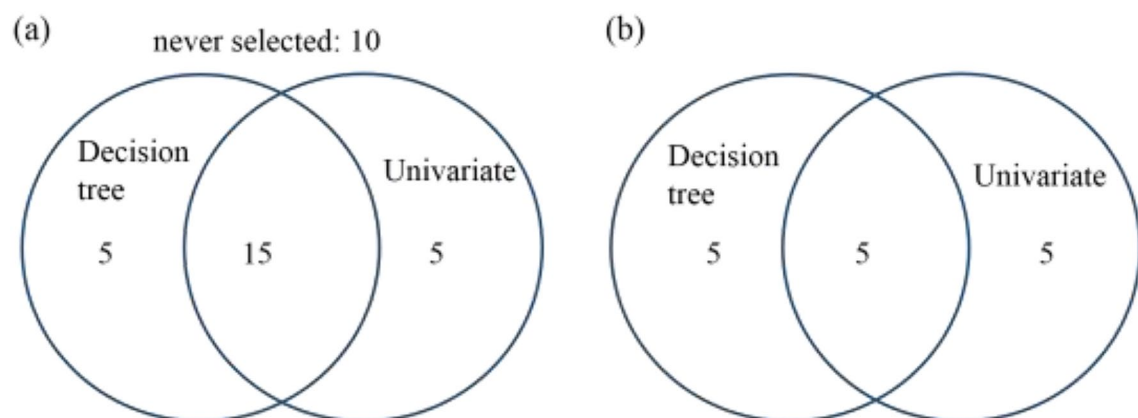 (a)
never selected: 10
Decision
tree
Univariate
5
15
5
(b)
Decision
tree
Univariate
5
5
5